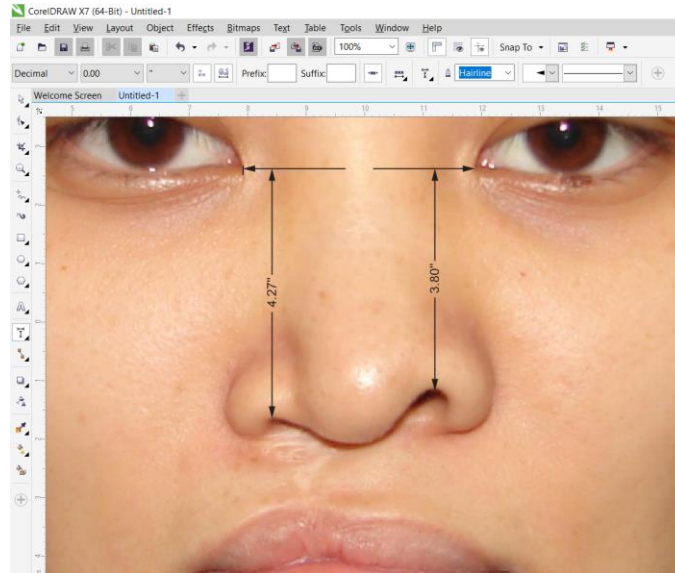 CorelDRAW X7 (64-Bit) - Untitled-1
File Edit View Layout Object Effects Bitmaps Text Table Tools Window Help
100% Snap To
Decimal 0.00 " Prefix: Suffix: Hairline
Welcome Screen Untitled-1
5 6 7 8 9 10 11 12 13 14 15
4.27"
3.80"